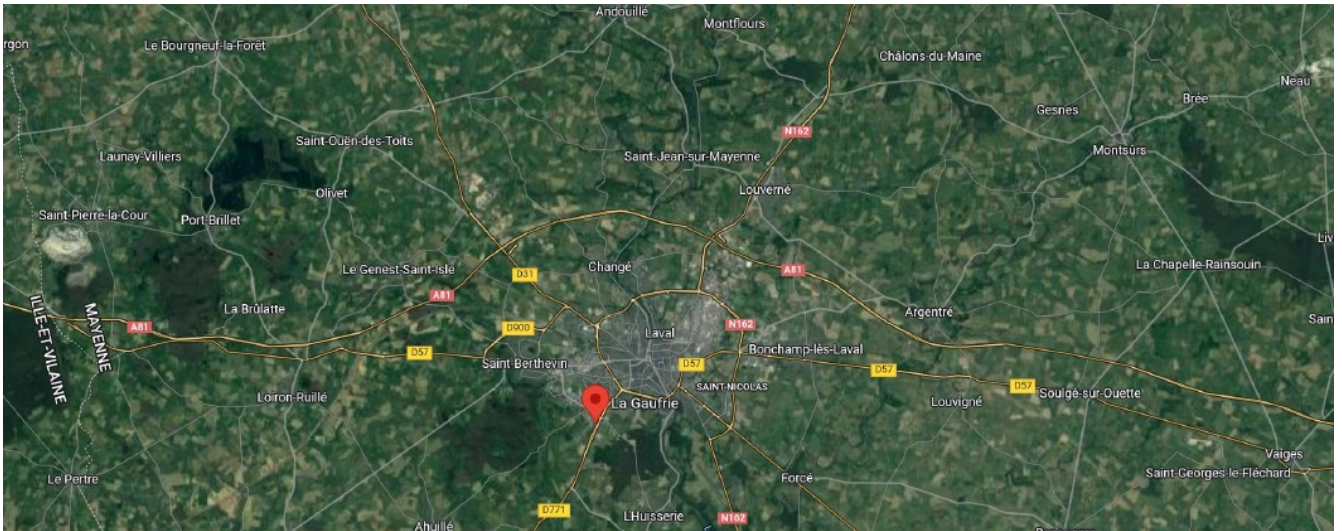 Andouillé
Montflours
Le Bourgneuf-la-Forêt
Châlons-du-Maine
Neau
Brée
Gesnes
N162
Saint-Ouën-des-Toits
Montsûrs
Launay-Villiers
Saint-Jean-sur-Mayenne
Olivet
Louverné
Saint-Pierre-la-Cour
Port-Brillet
Le Genest-Saint-Isle
D31
Changé
A81
La Chapelle-Rainsouin
A81
La Brûlatte
Argentré
MAYENNE
ILLE-ET-VILAINE
A81
D900
Laval
N162
D57
Saint-Berthevin
D57
Bonchamp-lès-Laval
D57
SAINT-NICOLAS
D57
Soulgé-sur-Ouette
Loiron-Ruillé
La Gaufrie
Louvigné
Vaiges
Saint-Georges-le-Fléchard
Le Pertre
Forcé
D771
L'Huisserie
N162
Ahuillé